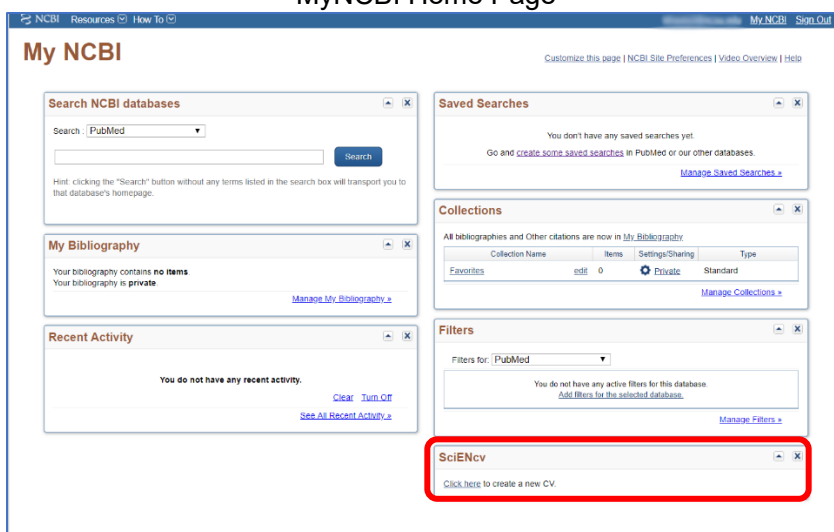 MyNCBI Home Page
NCBI Resources How To
My NCBI Sign Out
My NCBI
Customize this page | NCBI Site Preferences | Video Overview | Help
Search NCBI databases
Search : PubMed
Search
Hint: clicking the "Search" button without any terms listed in the search box will transport you to
that database's homepage.
My Bibliography
Your bibliography contains no items.
Your bibliography is private.
Manage My Bibliography »
Recent Activity
You do not have any recent activity.
Clear Turn Off
See All Recent Activity »
Saved Searches
You don't have any saved searches yet.
Go and create some saved searches in PubMed or our other databases.
Manage Saved Searches »
Collections
All bibliographies and Other citations are now in My Bibliography
Collection Name Items Settings/Sharing Type
Favorites edit 0 Private Standard
Manage Collections »
Filters
Filters for: PubMed
You do not have any active filters for this database.
Add filters for the selected database.
Manage Filters »
SciENcv
Click here to create a new CV.